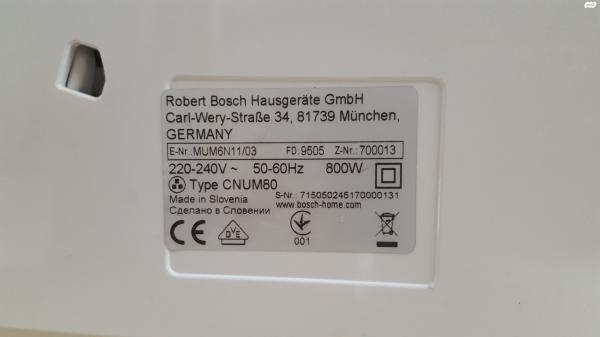 Robert Bosch Hausgeräte GmbH
Carl-Wery-Straße 34, 81739 München,
GERMANY
E-Nr.:MUM6N11/03 FD.9505 Z-Nr.: 700013
220-240V ~ 50-60Hz 800W
Type CNUM80
S-Nr.: 715050245170000131
Made in Slovenia www.bosch-home.com
Сделано в Словении
CE DVE 001